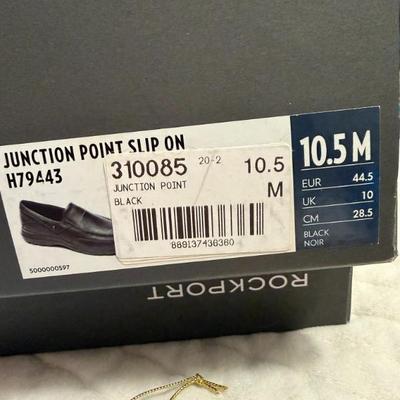 JUNCTION POINT SLIP ON
H79443
5000000597
310085 20-2 10.5
JUNCTION POINT M
BLACK
889137436360
10.5 M
EUR 44.5
UK 10
CM 28.5
BLACK
NOIR
ROCKPORT